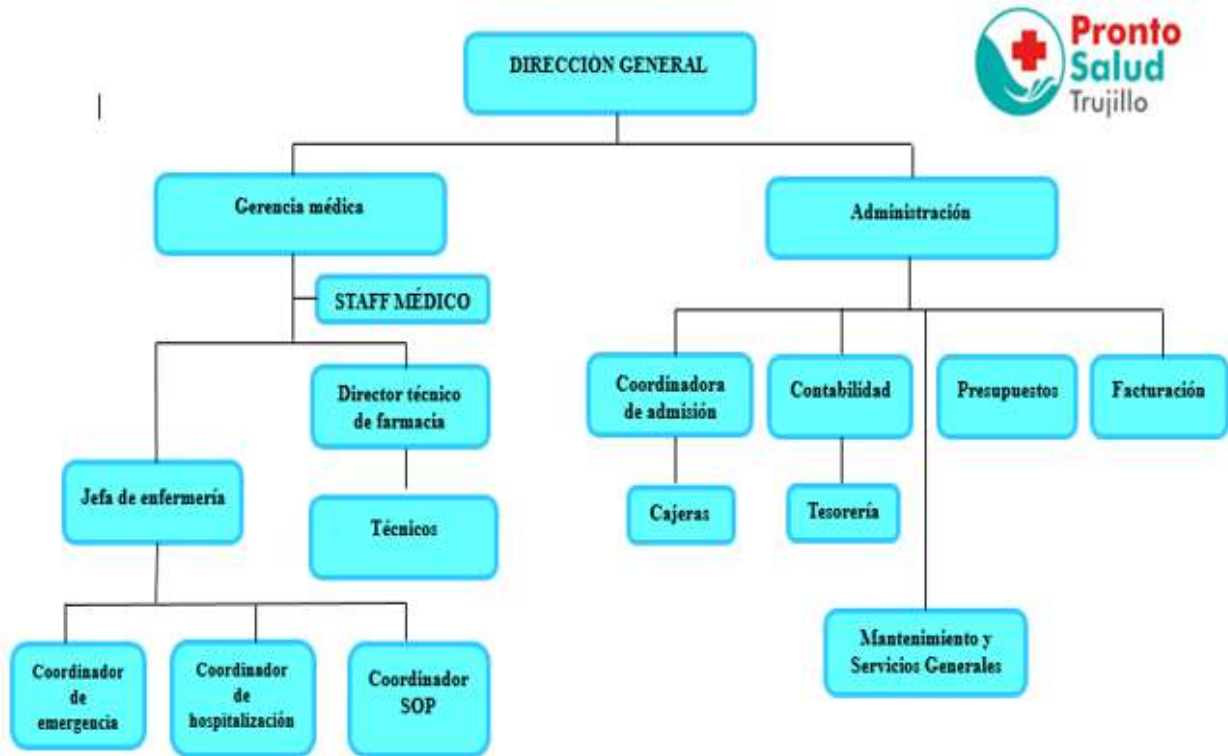 Pronto
Salud
Trujillo
DIRECCIÓN GENERAL
Gerencia médica
Administración
STAFF MÉDICO
Director técnico
de farmacia
Coordinadora
de admisión
Contabilidad
Presupuestos
Facturación
Jefa de enfermería
Técnicos
Cajeras
Tesorería
Mantenimiento y
Servicios Generales
Coordinador
de
emergencia
Coordinador
de
hospitalización
Coordinador
SOP